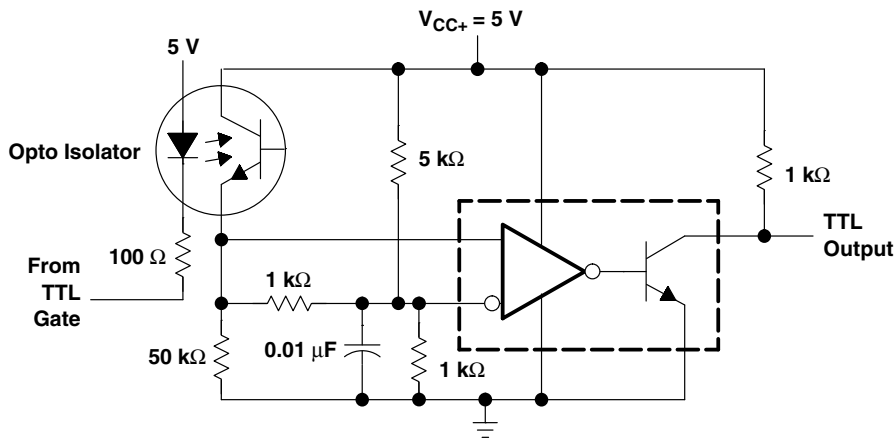 V_CC+ = 5 V
5 V
Opto Isolator
5 kΩ
1 kΩ
TTL
Output
100 Ω
From
TTL
Gate
1 kΩ
50 kΩ
0.01 μF
1 kΩ